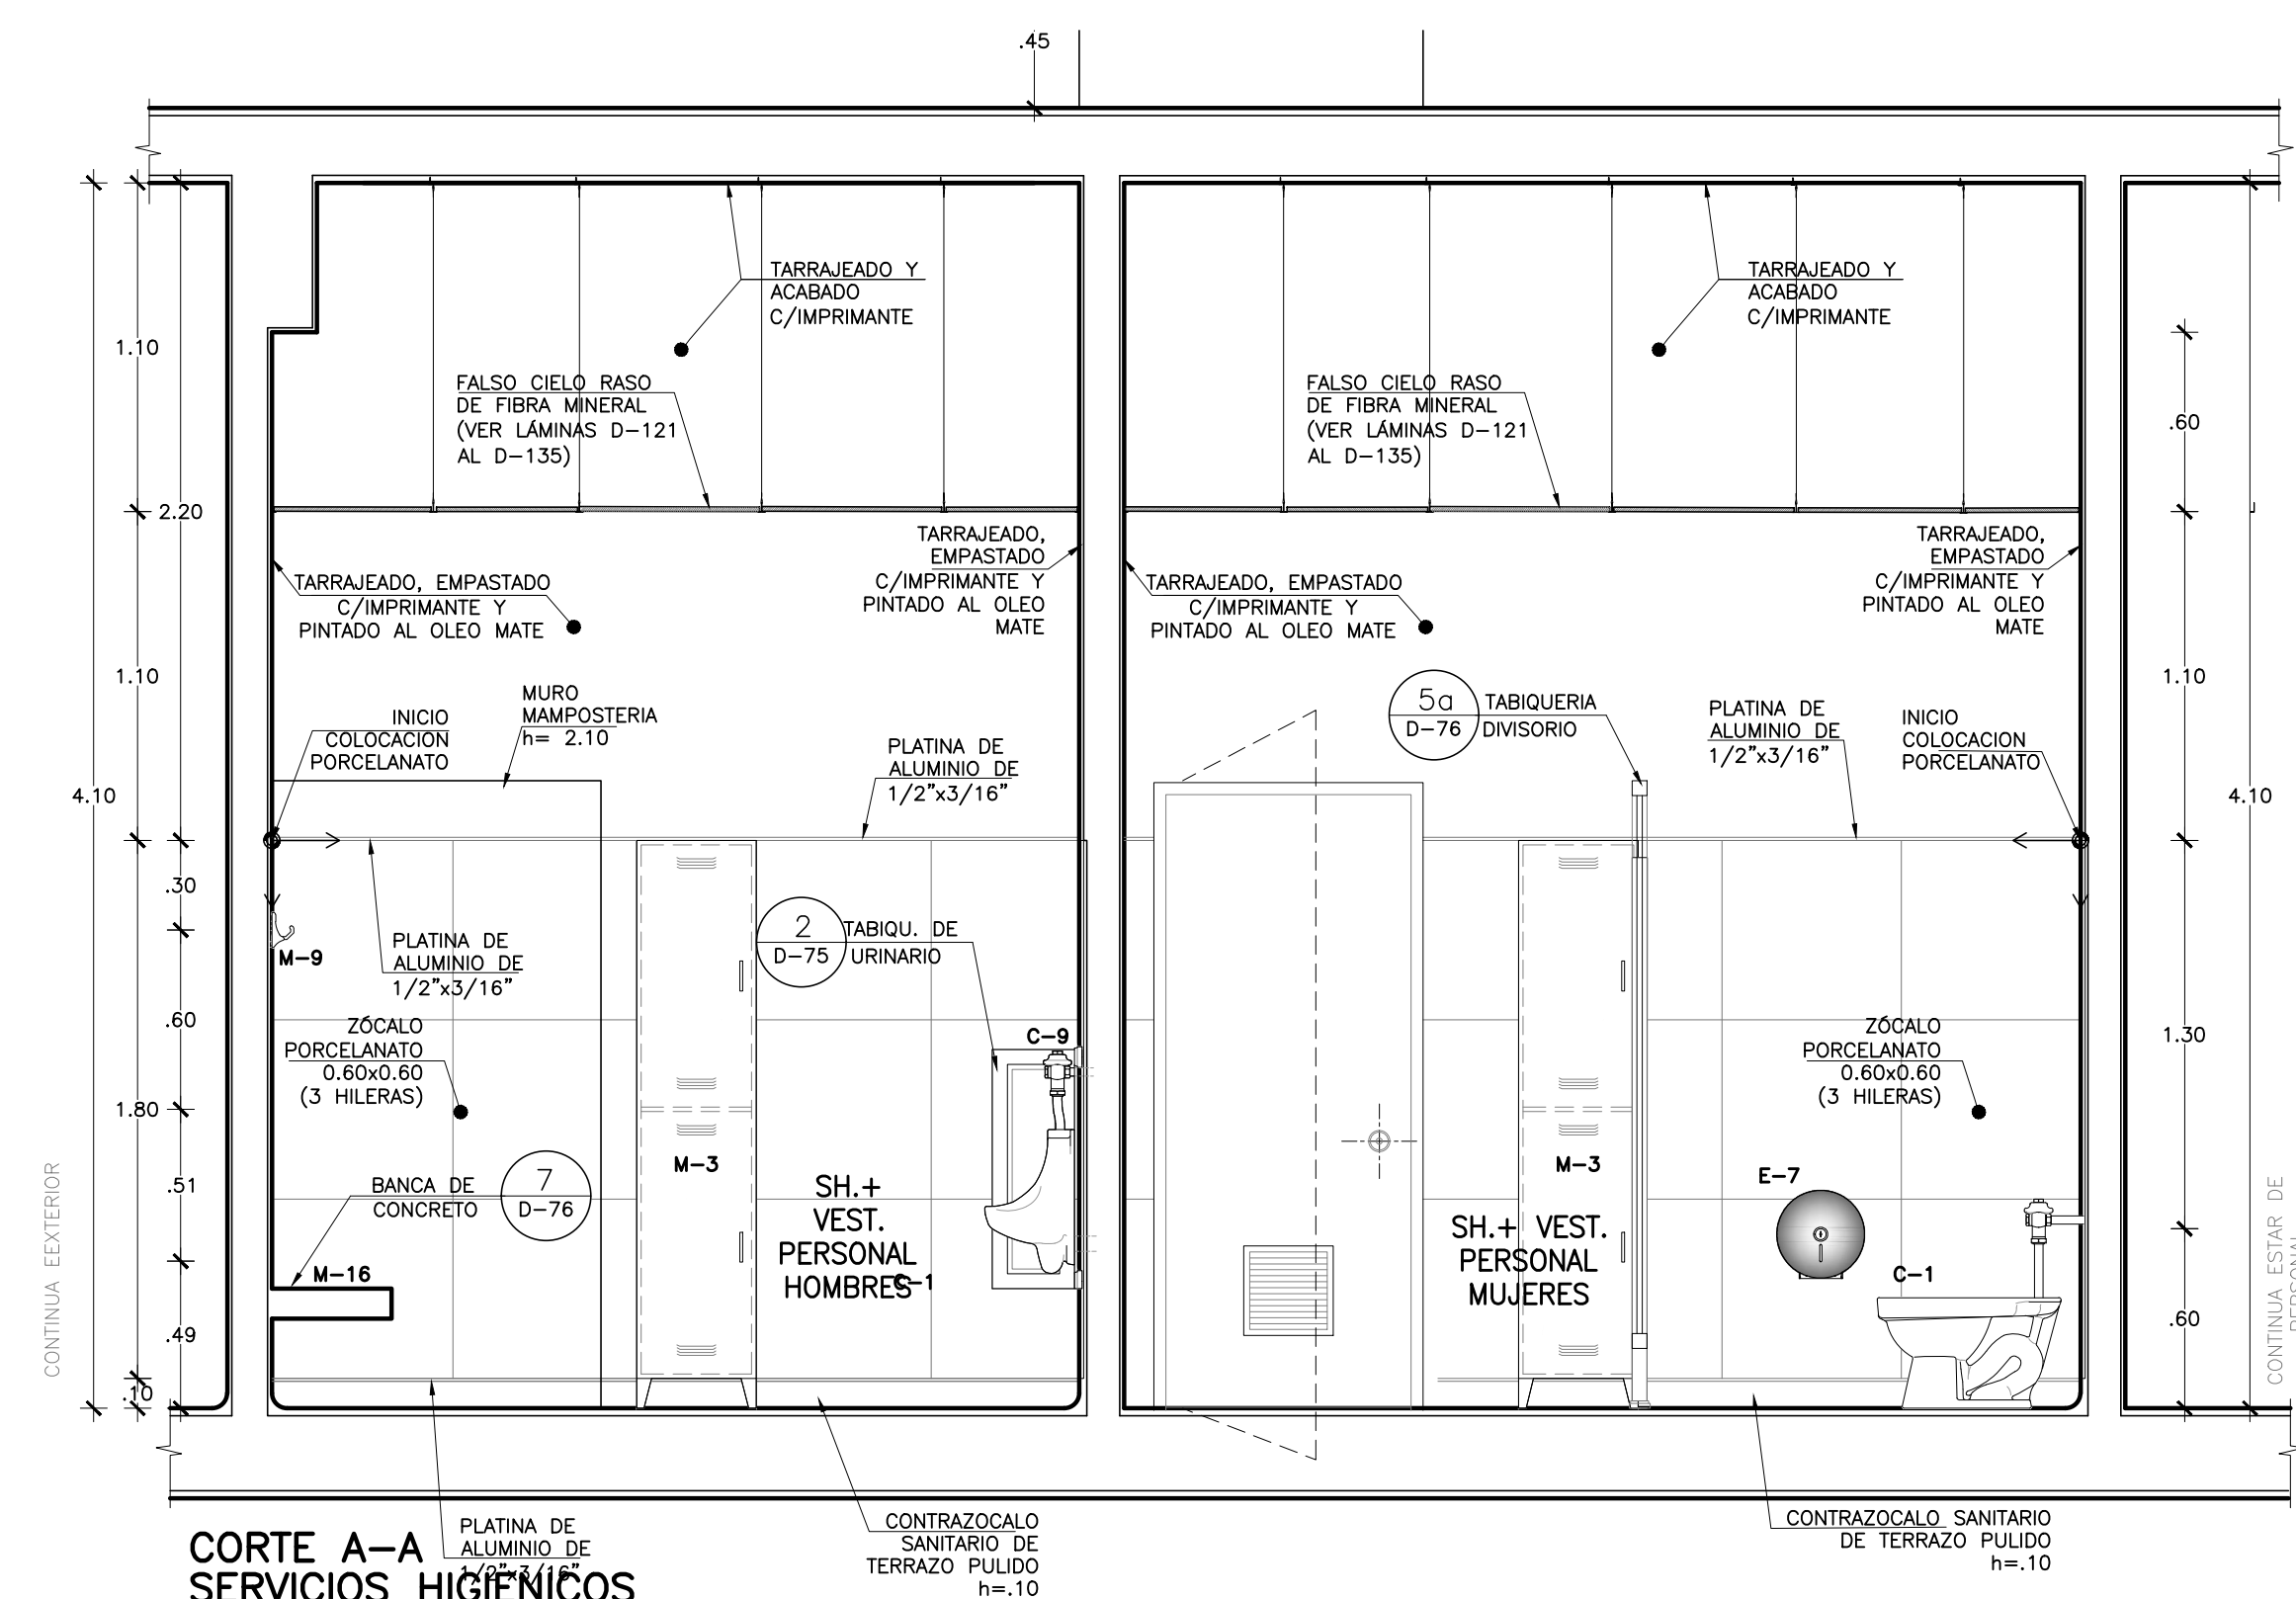 .45
TARRAJEADO Y
ACABADO
C/IMPRIMANTE
TARRAJEADO Y
ACABADO
C/IMPRIMANTE
1.10
FALSO CIELO RASO
DE FIBRA MINERAL
(VER LÁMINAS D-121
AL D-135)
FALSO CIELO RASO
DE FIBRA MINERAL
(VER LÁMINAS D-121
AL D-135)
.60
2.20
TARRAJEADO,
EMPASTADO
C/IMPRIMANTE Y
PINTADO AL OLEO
MATE
TARRAJEADO,
EMPASTADO
C/IMPRIMANTE Y
PINTADO AL OLEO
MATE
TARRAJEADO, EMPASTADO
C/IMPRIMANTE Y
PINTADO AL OLEO MATE
TARRAJEADO, EMPASTADO
C/IMPRIMANTE Y
PINTADO AL OLEO MATE
1.10
INICIO
COLOCACION
PORCELANATO
MURO
MAMPOSTERIA
h= 2.10
PLATINA DE
ALUMINIO DE
1/2"x3/16"
5a
D-76
TABIQUERIA
DIVISORIO
PLATINA DE
ALUMINIO DE
1/2"x3/16"
INICIO
COLOCACION
PORCELANATO
1.10
4.10
4.10
.30
M-9
PLATINA DE
ALUMINIO DE
1/2"x3/16"
2
D-75
TABIQU. DE
URINARIO
.60
ZÓCALO
PORCELANATO
0.60x0.60
(3 HILERAS)
C-9
ZÓCALO
PORCELANATO
0.60x0.60
(3 HILERAS)
1.30
1.80
M-3
M-3
E-7
.51
BANCA DE
CONCRETO
7
D-76
SH.+
VEST.
PERSONAL
HOMBRES
C-1
SH.+ VEST.
PERSONAL
MUJERES
M-16
C-1
.49
.60
.10
CONTINUA EEXTERIOR
CONTINUA ESTAR DE
PERSONAL
CORTE A-A
SERVICIOS HIGIENICOS
PLATINA DE
ALUMINIO DE
1/2"x3/16"
CONTRAZOCALO
SANITARIO DE
TERRAZO PULIDO
h=.10
CONTRAZOCALO SANITARIO
DE TERRAZO PULIDO
h=.10